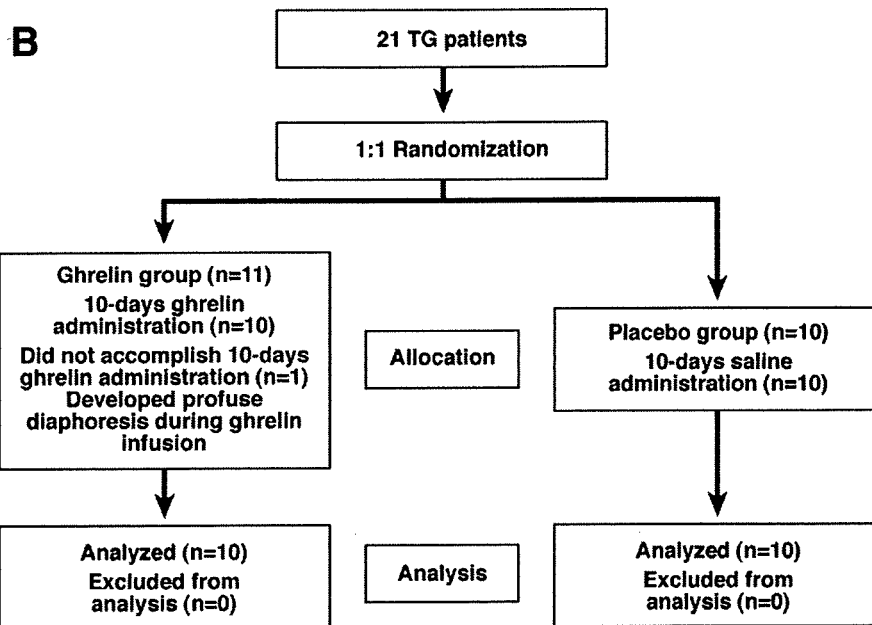 B
21 TG patients
1:1 Randomization
Ghrelin group (n=11)
10-days ghrelin
administration (n=10)
Did not accomplish 10-days
ghrelin administration (n=1)
Developed profuse
diaphoresis during ghrelin
infusion
Allocation
Placebo group (n=10)
10-days saline
administration (n=10)
Analyzed (n=10)
Excluded from
analysis (n=0)
Analysis
Analyzed (n=10)
Excluded from
analysis (n=0)